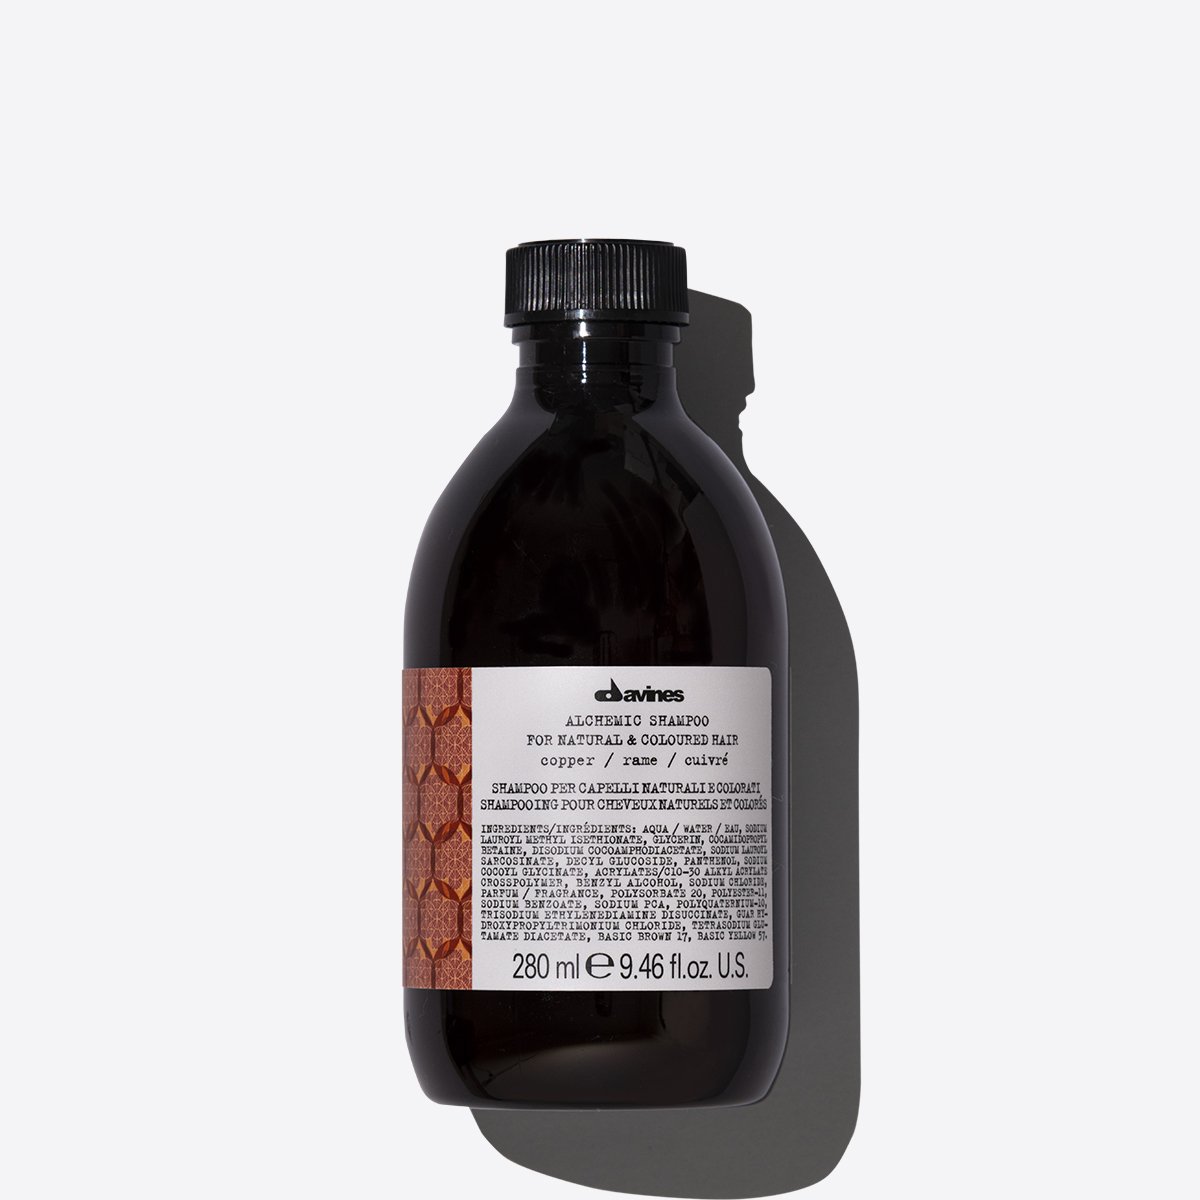 davines
ALCHEMIC SHAMPOO
FOR NATURAL & COLOURED HAIR
copper / rame / cuivré
SHAMPOO PER CAPELLI NATURALI E COLORATI
SHAMPOOING POUR CHEVEUX NATURELS ET COLORÉS
INGREDIENTS/INGRÉDIENTS: AQUA / WATER / EAU, SODIUM
LAUROYL METHYL ISETHIONATE, GLYCERIN, COCAMIDOPROPYL
BETAINE, DISODIUM COCOAMPHODIACETATE, SODIUM LAUROYL
SARCOSINATE, DECYL GLUCOSIDE, PANTHENOL, SODIUM
COCOYL GLYCINATE, ACRYLATES/C10-30 ALKYL ACRYLATE
CROSSPOLYMER, BENZYL ALCOHOL, SODIUM CHLORIDE,
PARFUM / FRAGRANCE, POLYSORBATE 20, POLYESTER-11,
SODIUM BENZOATE, SODIUM PCA, POLYQUATERNIUM-10,
TRISODIUM ETHYLENEDIAMINE DISUCCINATE, GUAR HY-
DROXYPROPYLTRIMONIUM CHLORIDE, TETRASODIUM GLU-
TAMATE DIACETATE, BASIC BROWN 17, BASIC YELLOW 57.
280 ml ℮ 9.46 fl.oz. U.S.